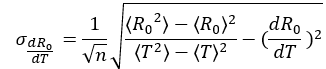 σ_{dR₀/dT} = 1/√n √( (⟨R₀²⟩ − ⟨R₀⟩²)/(⟨T²⟩ − ⟨T⟩²) − (dR₀/dT)² )